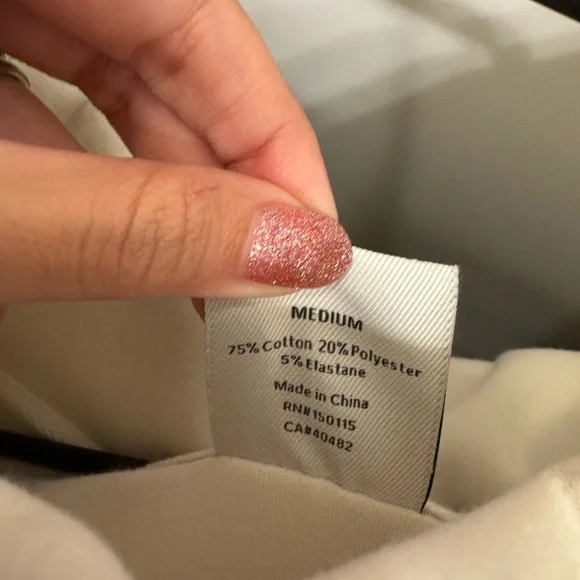 MEDIUM
75% Cotton 20% Polyester
5% Elastane
Made in China
RN#150115
CA#40482